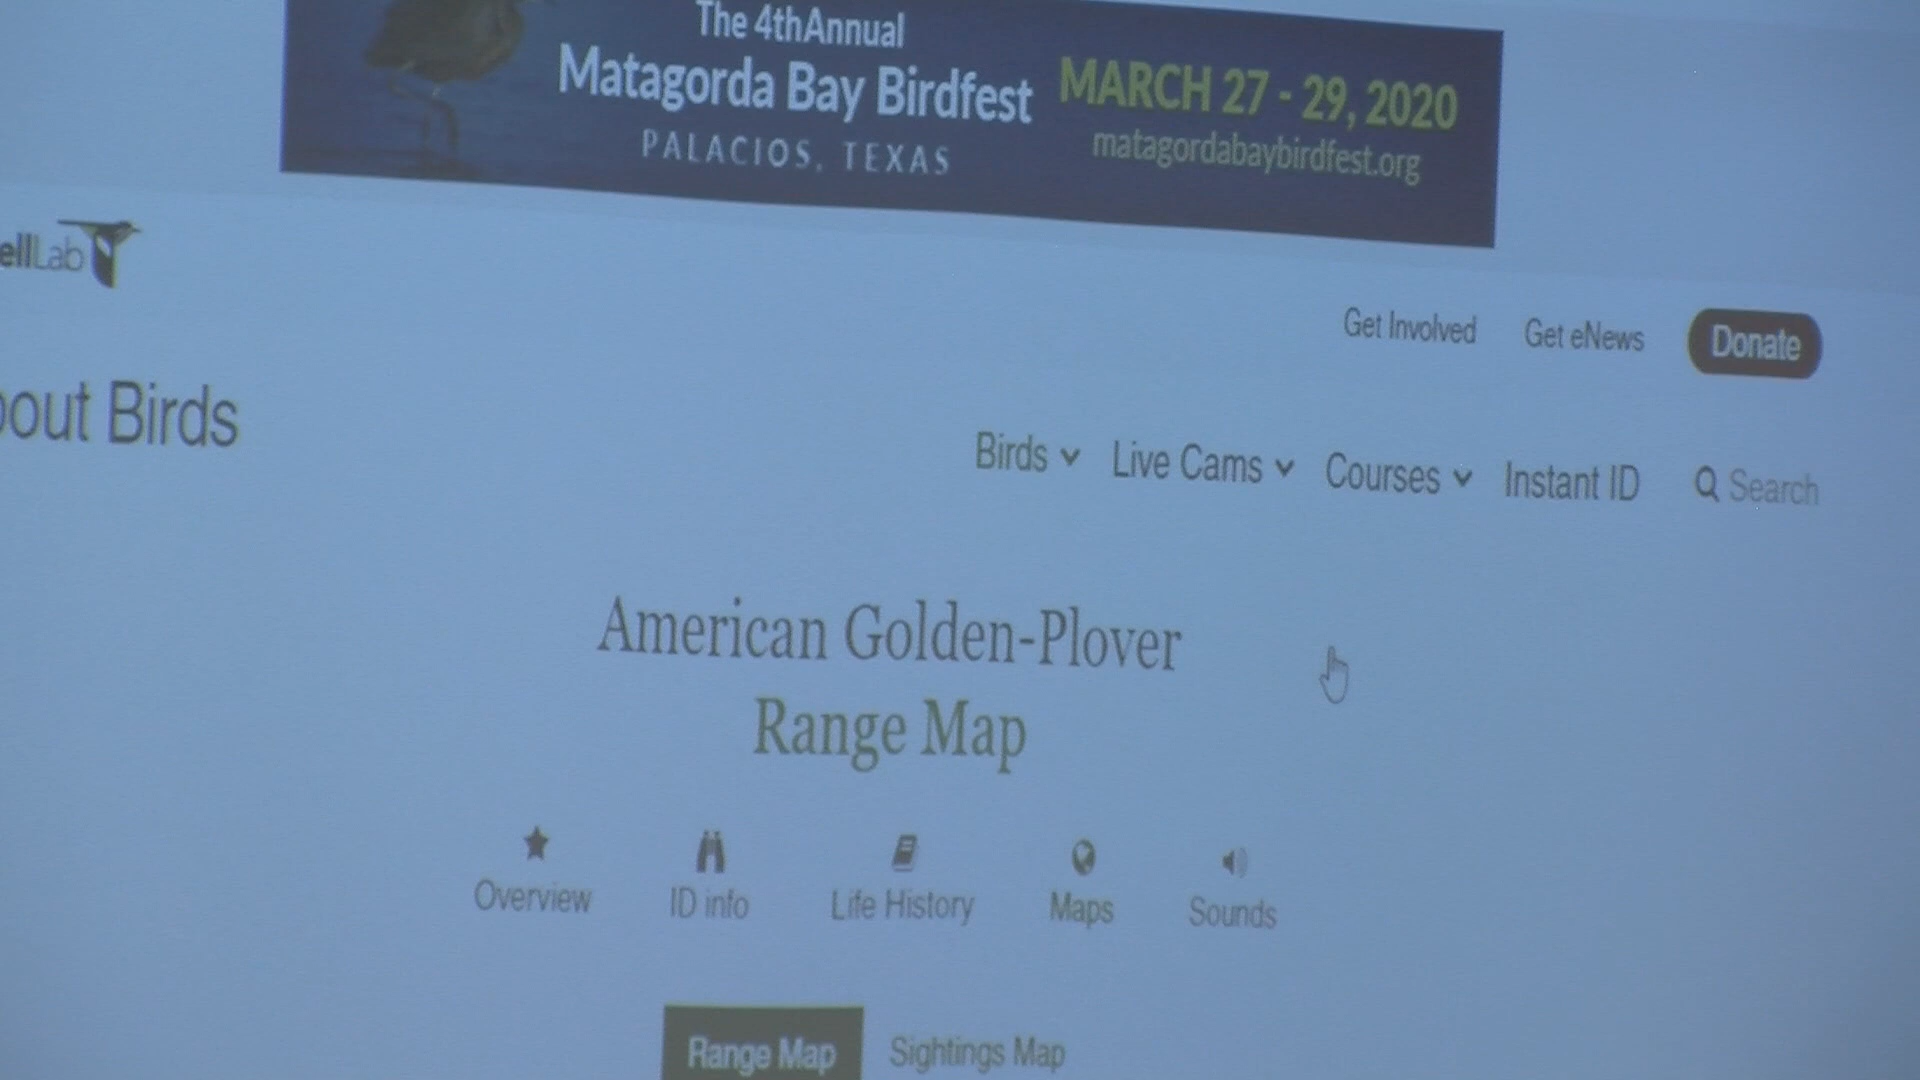 The 4thAnnual
Matagorda Bay Birdfest
PALACIOS, TEXAS
MARCH 27 - 29, 2020
matagordabaybirdfest.org
ellLab
Get Involved
Get eNews
Donate
bout Birds
Birds
Live Cams
Courses
Instant ID
Search
American Golden-Plover
Range Map
Overview
ID info
Life History
Maps
Sounds
Range Map
Sightings Map